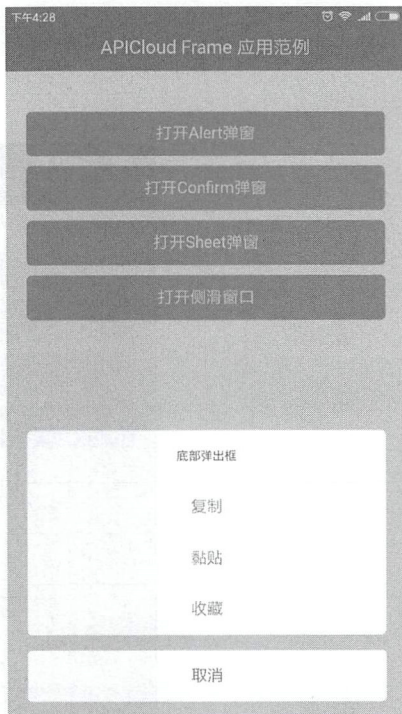 下午4:28
APICloud Frame 应用范例
打开Alert弹窗
打开Confirm弹窗
打开Sheet弹窗
打开侧滑窗口
底部弹出框
复制
黏贴
收藏
取消